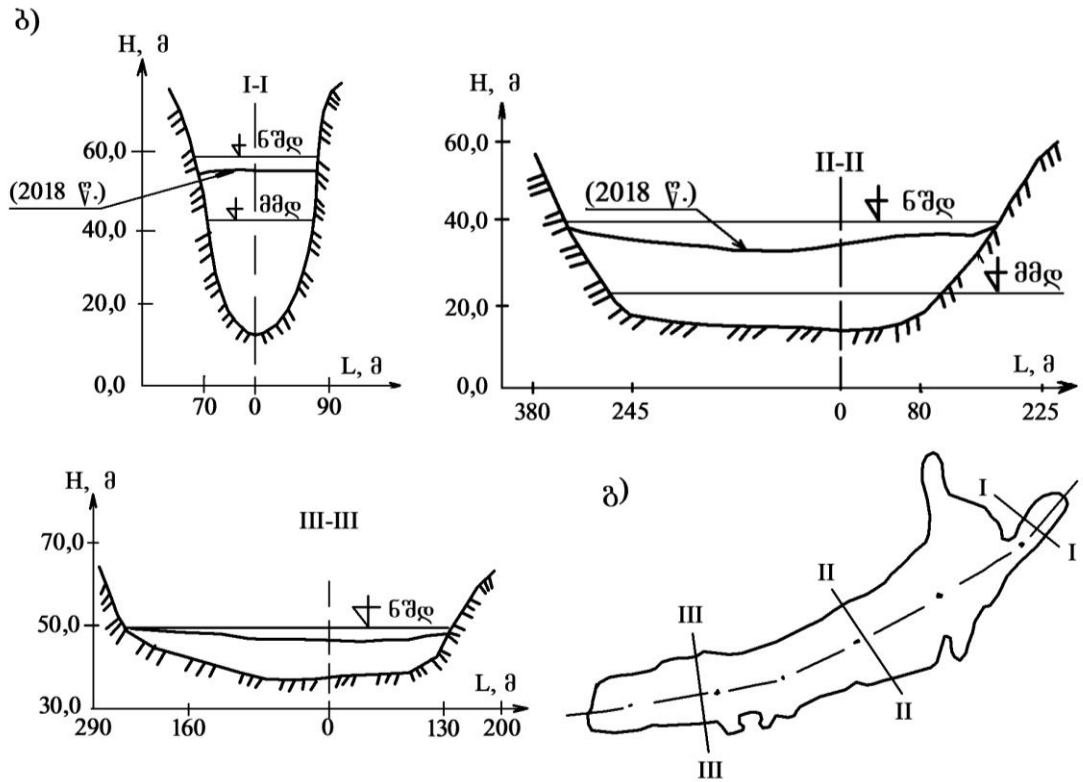 ბ)
H, მ
I-I
60,0
ნშდ
(2018 წ.)
მმდ
40,0
20,0
0,0
70 0 90
L, მ
H, მ
60,0
II-II
(2018 წ.)
ნშდ
40,0
მმდ
20,0
0,0
L, მ
380 245 0 80 225
H, მ
III-III
70,0
ნშდ
50,0
L, მ
30,0
290 160 0 130 200
გ)
I
I
II
II
III
III